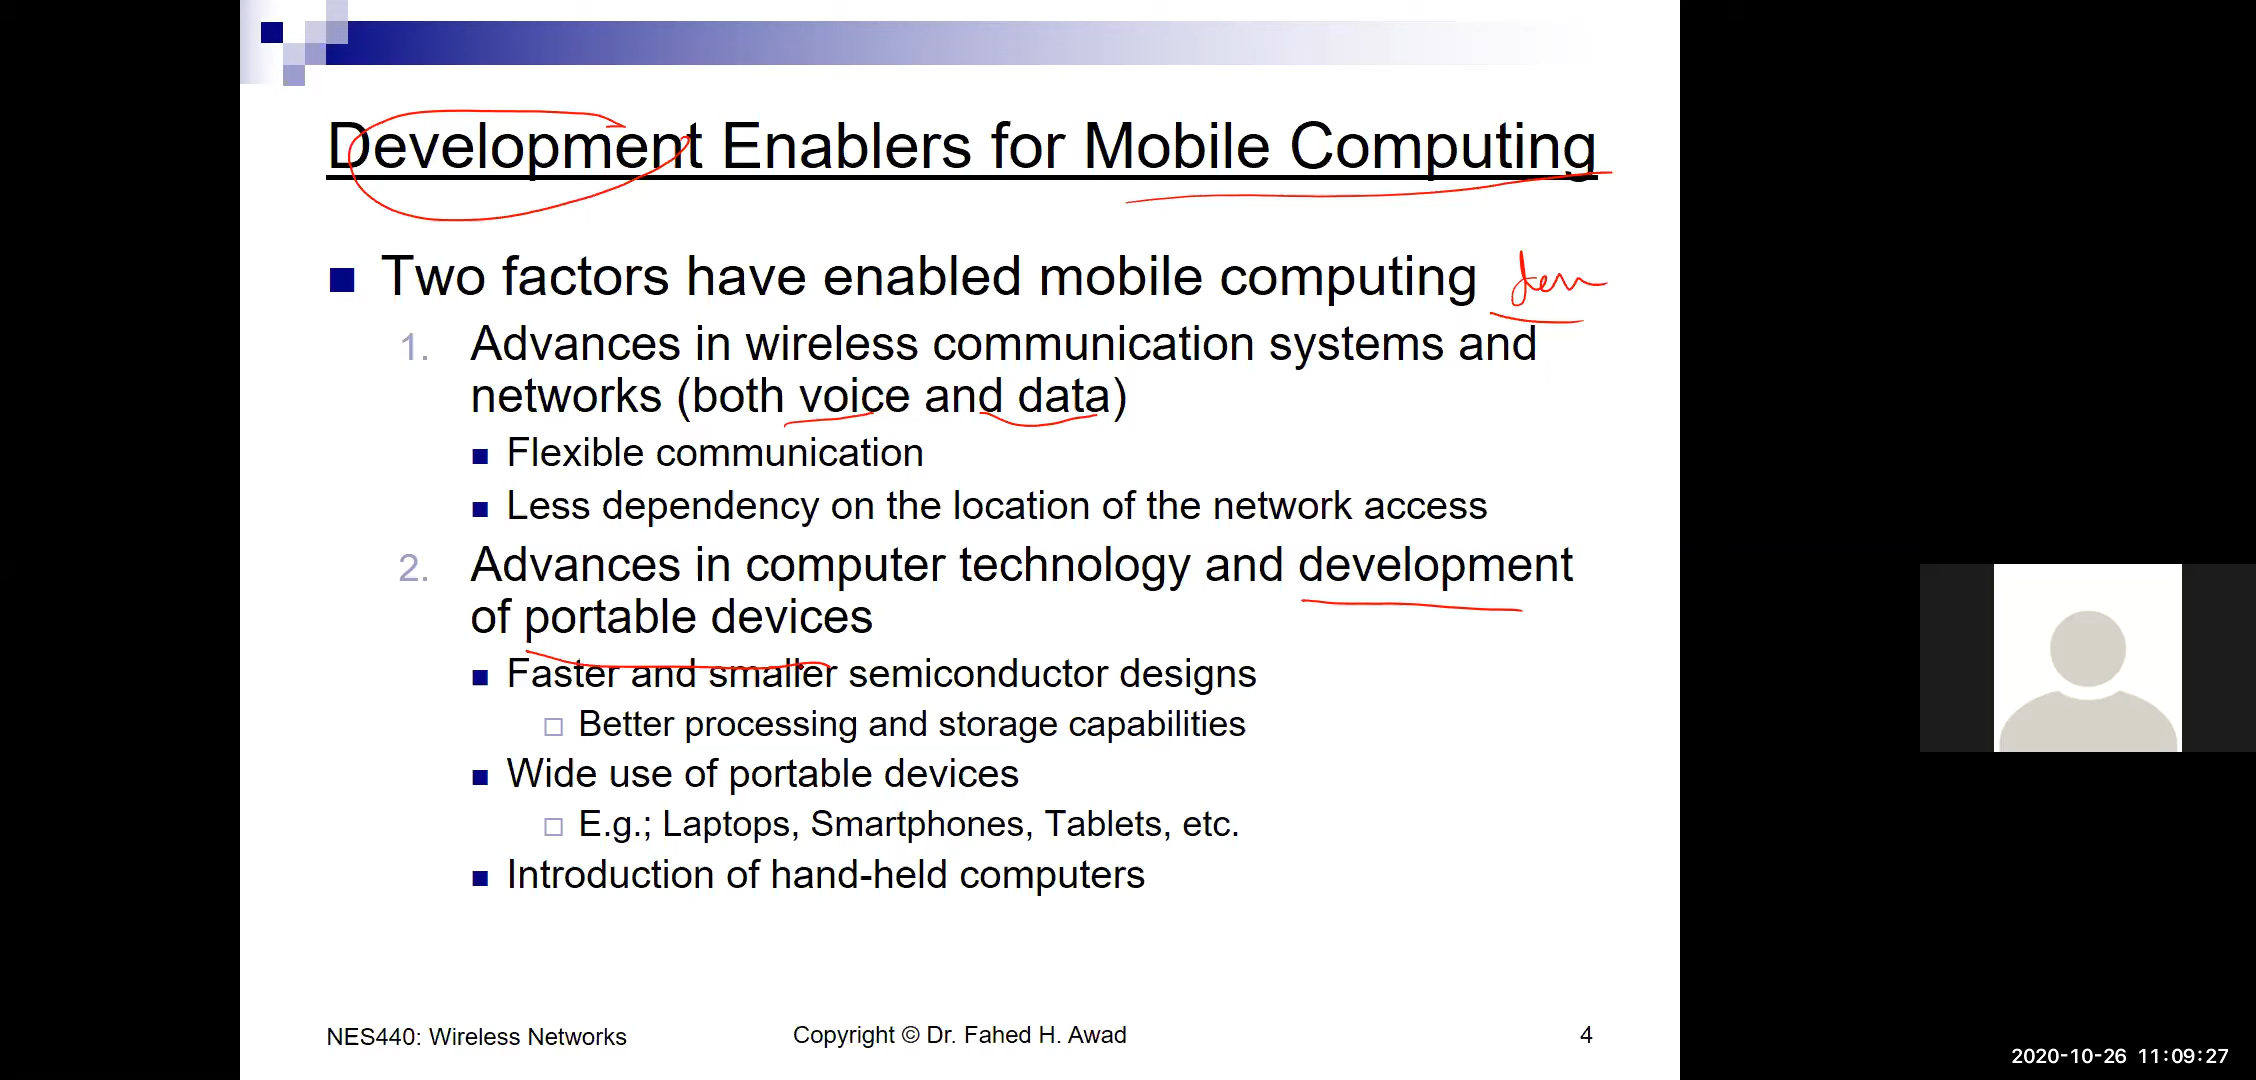 Development Enablers for Mobile Computing
Two factors have enabled mobile computing
1. Advances in wireless communication systems and
networks (both voice and data)
Flexible communication
Less dependency on the location of the network access
2. Advances in computer technology and development
of portable devices
Faster and smaller semiconductor designs
Better processing and storage capabilities
Wide use of portable devices
E.g.; Laptops, Smartphones, Tablets, etc.
Introduction of hand-held computers
NES440: Wireless Networks
Copyright © Dr. Fahed H. Awad
4
2020-10-26 11:09:27